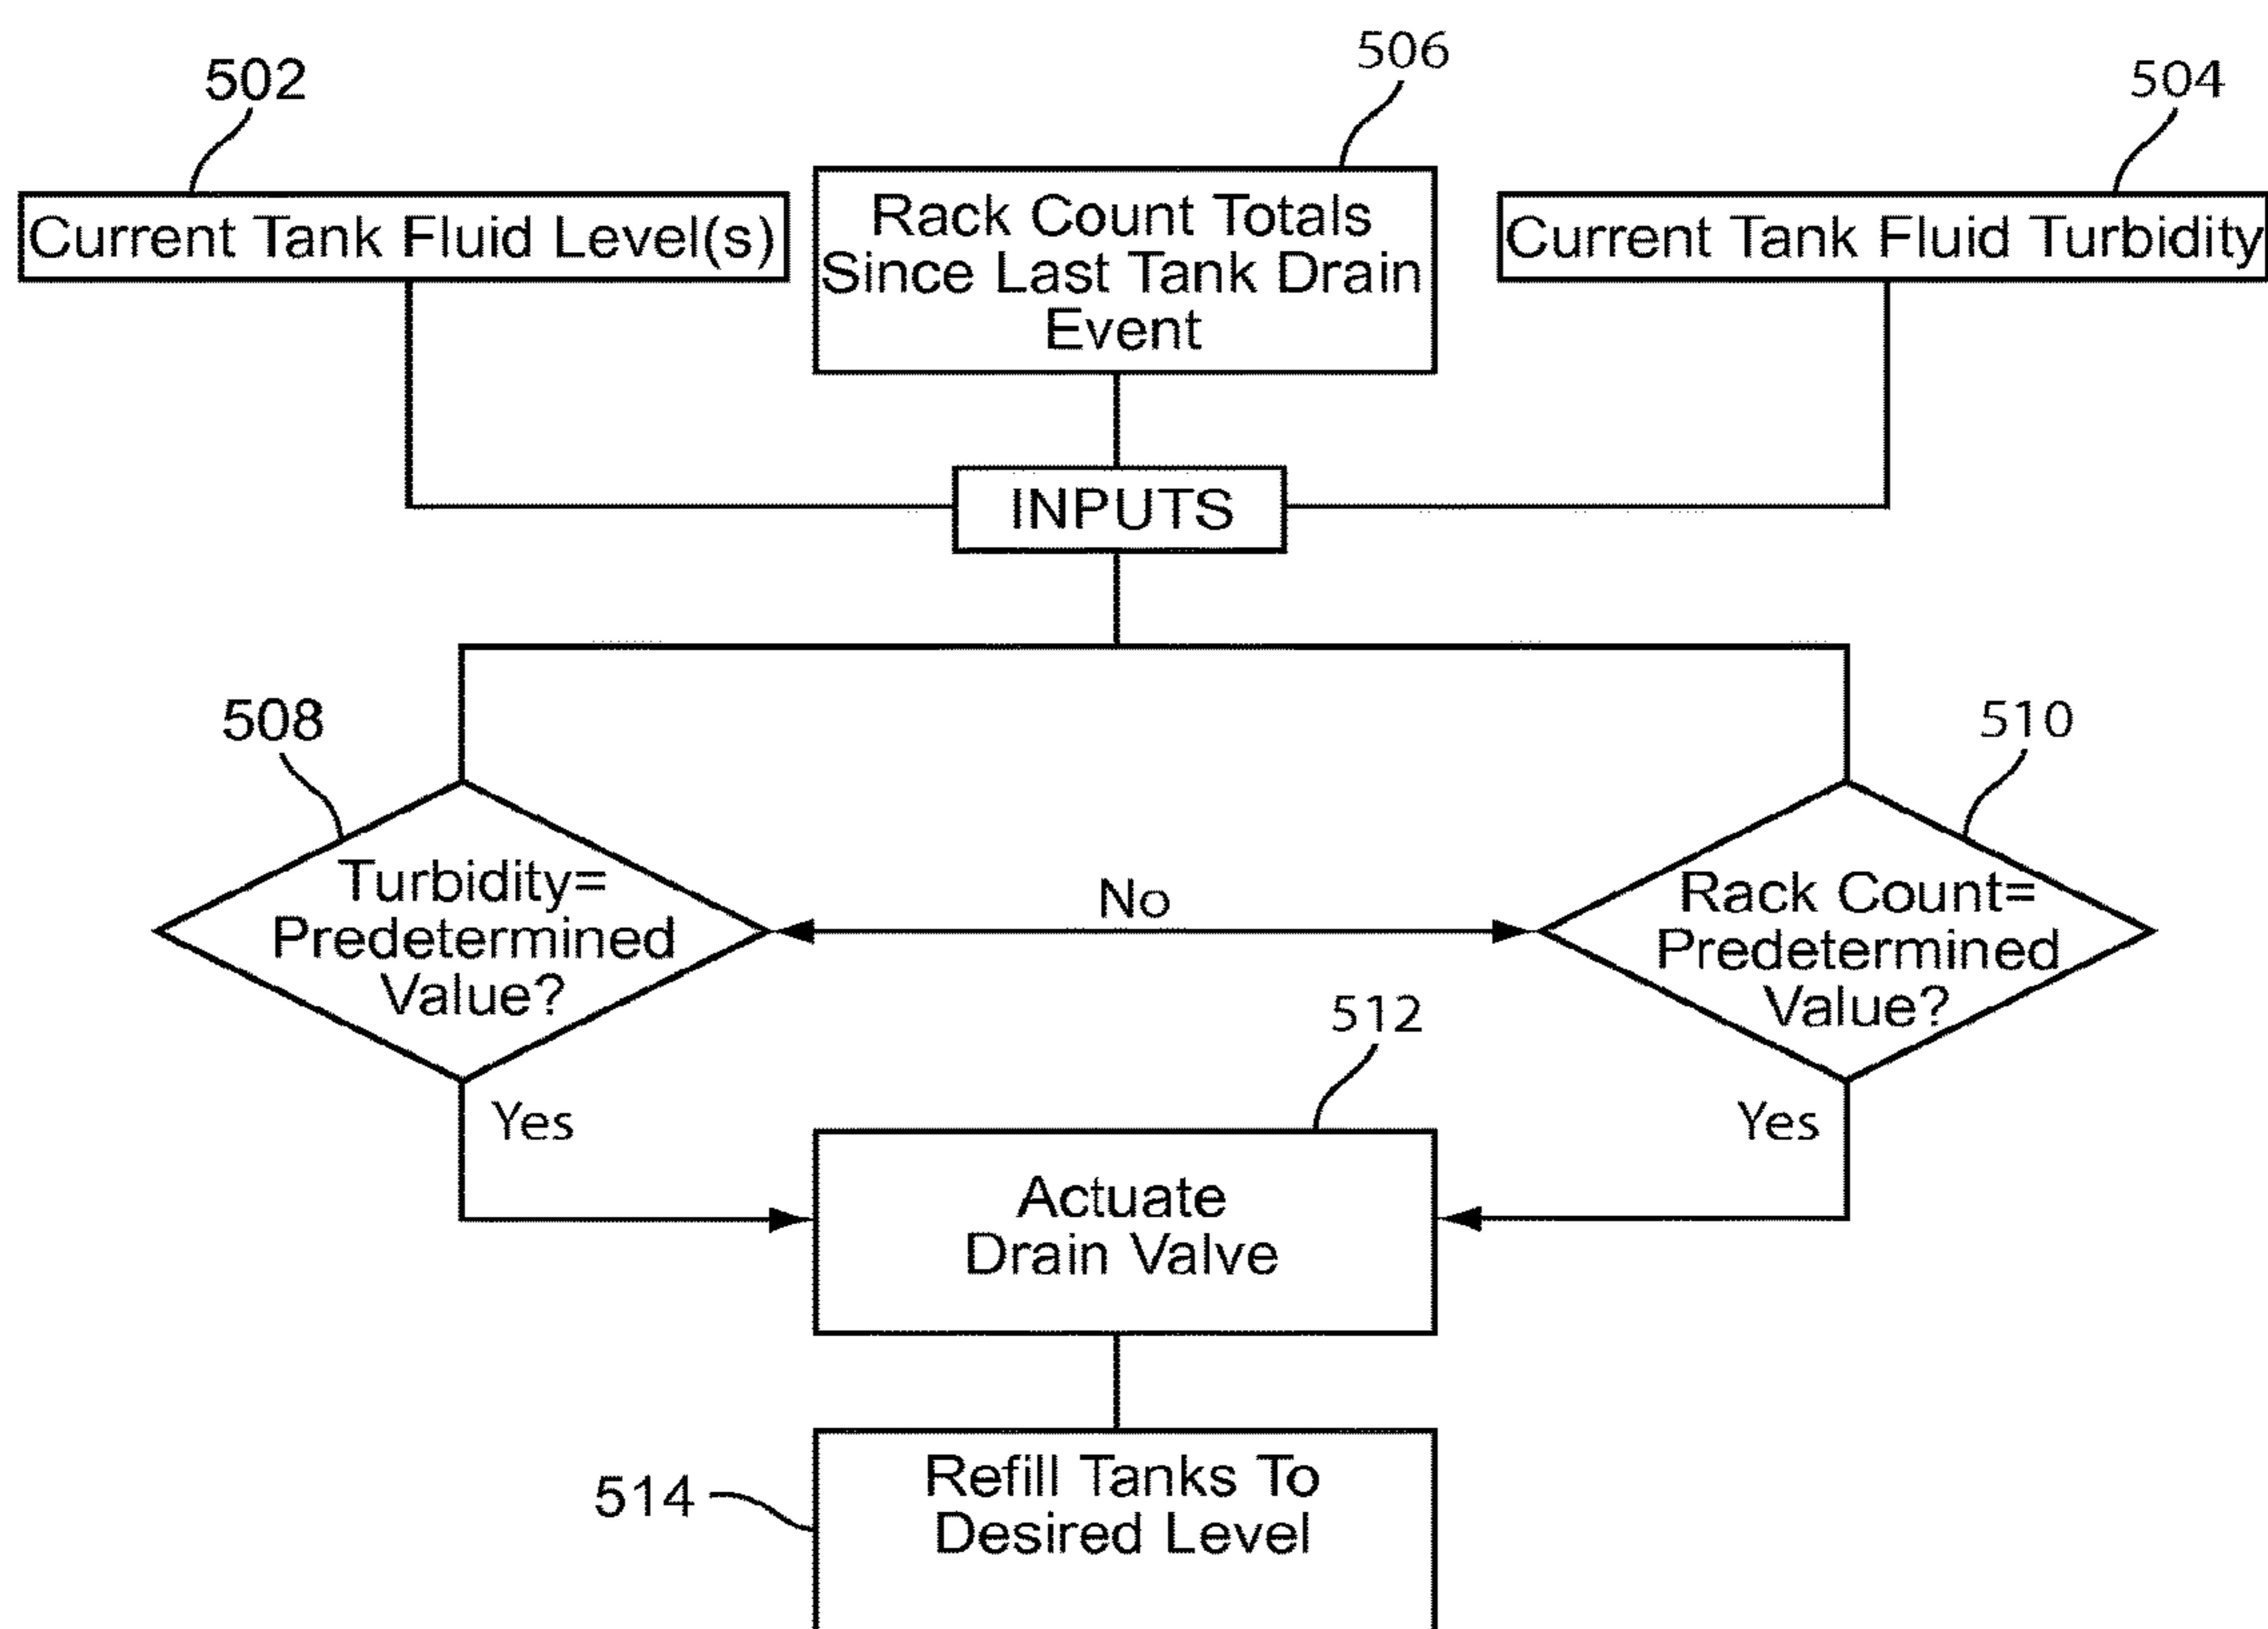 506
502
504
Current Tank Fluid Level(s)
Rack Count Totals
Since Last Tank Drain
Event
Current Tank Fluid Turbidity
INPUTS
508
510
Turbidity=
Predetermined
Value?
No
Rack Count=
Predetermined
Value?
512
Yes
Yes
Actuate
Drain Valve
514
Refill Tanks To
Desired Level